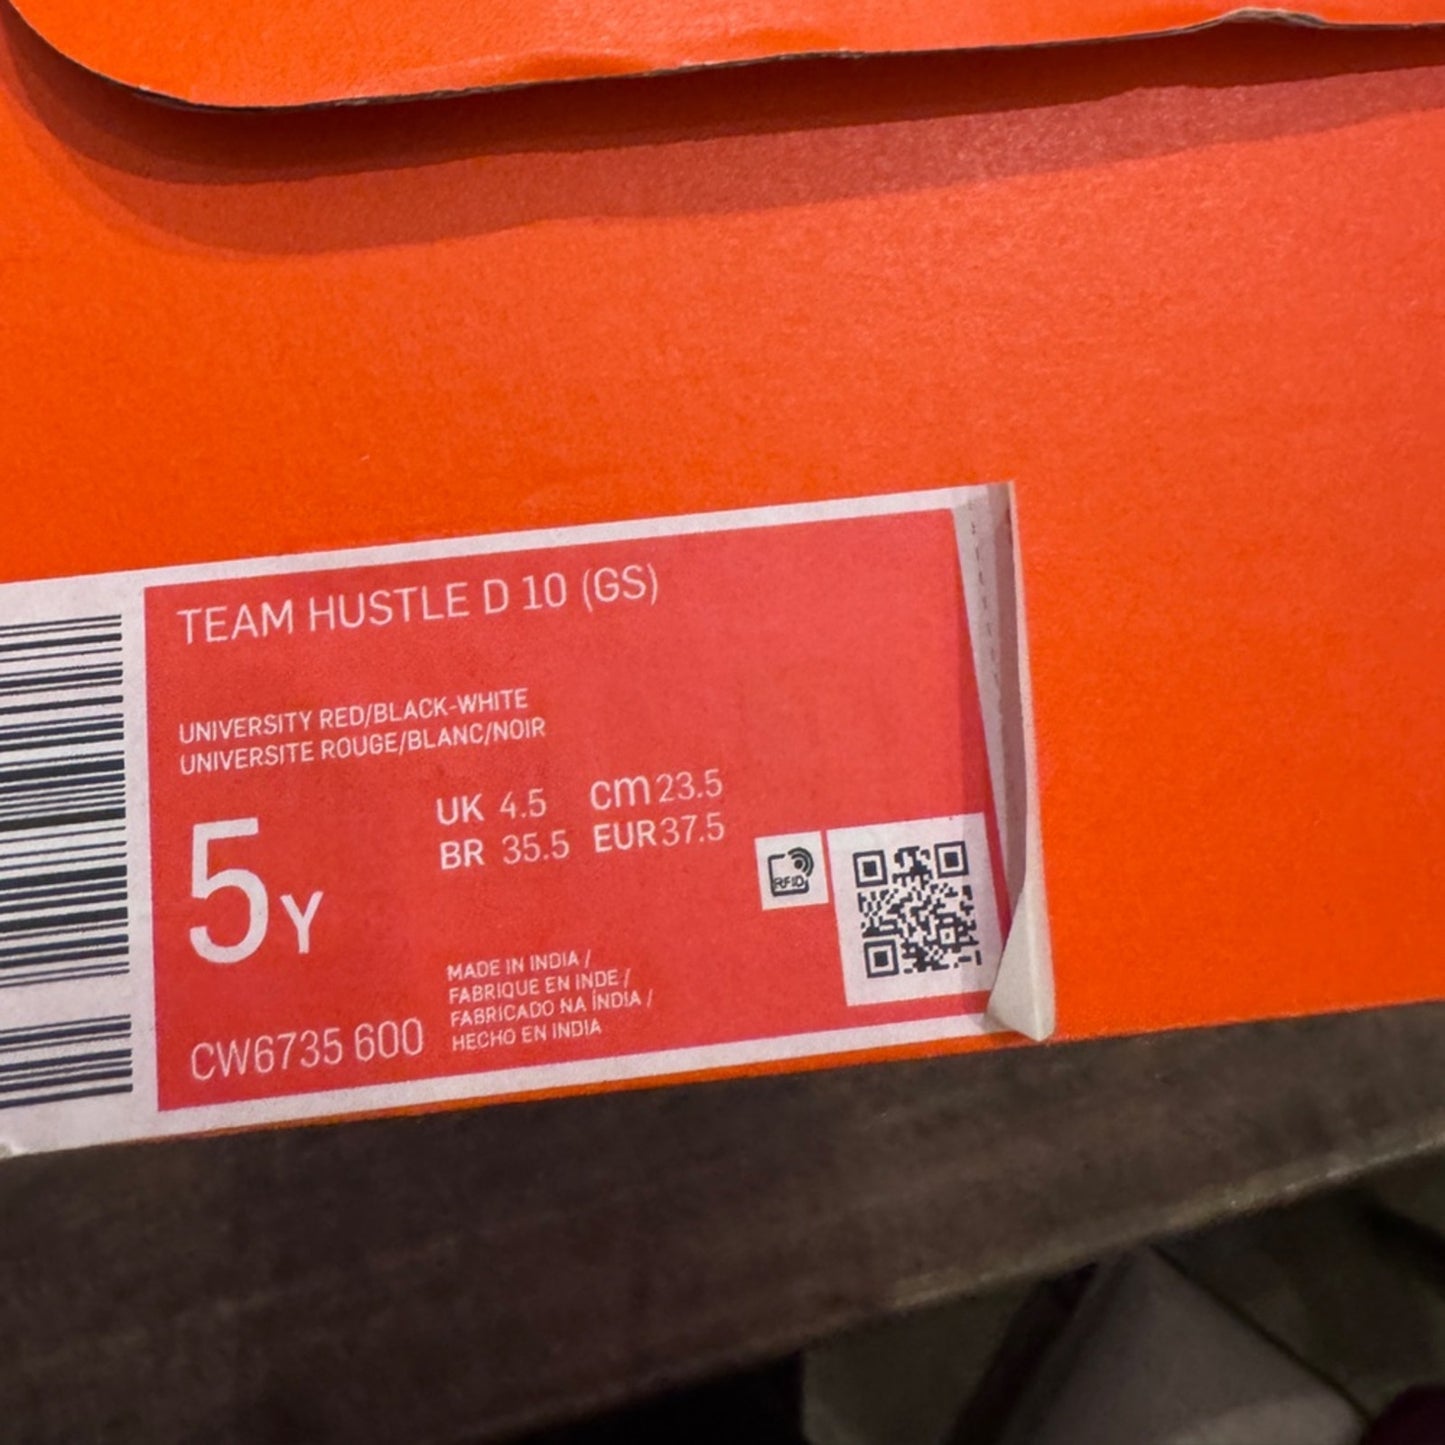 TEAM HUSTLE D 10 (GS)
UNIVERSITY RED/BLACK-WHITE
UNIVERSITE ROUGE/BLANC/NOIR
5Y
UK 4.5 cm 23.5
BR 35.5 EUR 37.5
RFID
MADE IN INDIA /
FABRIQUE EN INDE /
FABRICADO NA ÍNDIA /
HECHO EN INDIA
CW6735 600